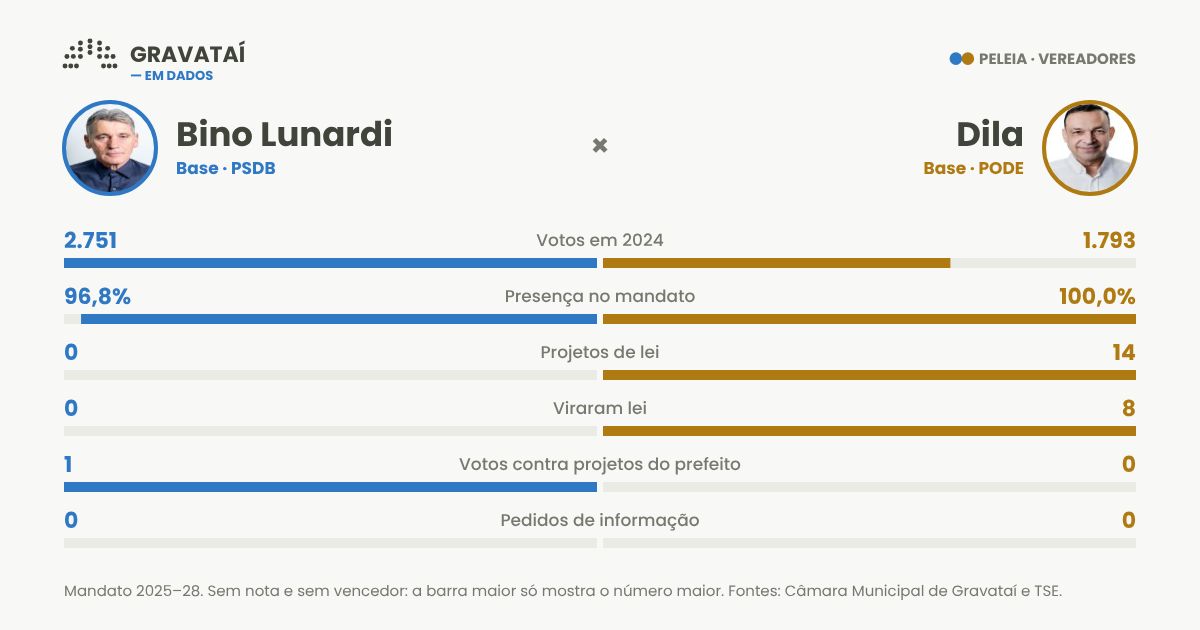 GRAVATAÍ
— EM DADOS
PELEIA · VEREADORES
Bino Lunardi
Base · PSDB
×
Dila
Base · PODE
2.751 Votos em 2024 1.793
96,8% Presença no mandato 100,0%
0 Projetos de lei 14
0 Viraram lei 8
1 Votos contra projetos do prefeito 0
0 Pedidos de informação 0
Mandato 2025–28. Sem nota e sem vencedor: a barra maior só mostra o número maior. Fontes: Câmara Municipal de Gravataí e TSE.